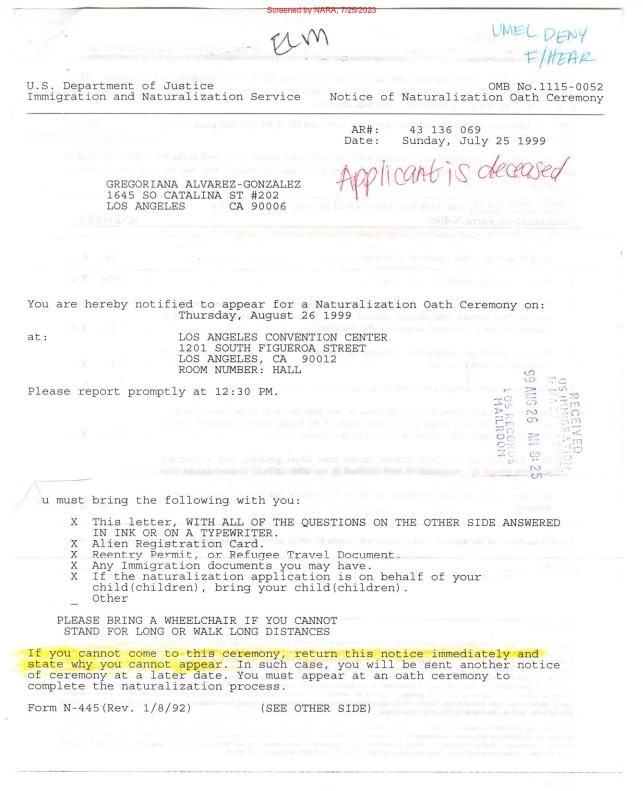 Screened by NARA, 7/25/2023
ELM
UMEL DENY
F/HEAR
U.S. Department of Justice OMB No.1115-0052
Immigration and Naturalization Service Notice of Naturalization Oath Ceremony
AR#: 43 136 069
Date: Sunday, July 25 1999
Applicant is deceased
GREGORIANA ALVAREZ-GONZALEZ
1645 SO CATALINA ST #202
LOS ANGELES CA 90006
You are hereby notified to appear for a Naturalization Oath Ceremony on:
Thursday, August 26 1999
at: LOS ANGELES CONVENTION CENTER
1201 SOUTH FIGUEROA STREET
LOS ANGELES, CA 90012
ROOM NUMBER: HALL
Please report promptly at 12:30 PM.
RECEIVED
US IMMIGRATION
99 AUG 26 AM 8:25
LOS RECORDS
MAILROOM
u must bring the following with you:
X This letter, WITH ALL OF THE QUESTIONS ON THE OTHER SIDE ANSWERED
IN INK OR ON A TYPEWRITER.
X Alien Registration Card.
X Reentry Permit, or Refugee Travel Document.
X Any Immigration documents you may have.
X If the naturalization application is on behalf of your
child(children), bring your child(children).
_ Other
PLEASE BRING A WHEELCHAIR IF YOU CANNOT
STAND FOR LONG OR WALK LONG DISTANCES
If you cannot come to this ceremony, return this notice immediately and
state why you cannot appear. In such case, you will be sent another notice
of ceremony at a later date. You must appear at an oath ceremony to
complete the naturalization process.
Form N-445(Rev. 1/8/92) (SEE OTHER SIDE)